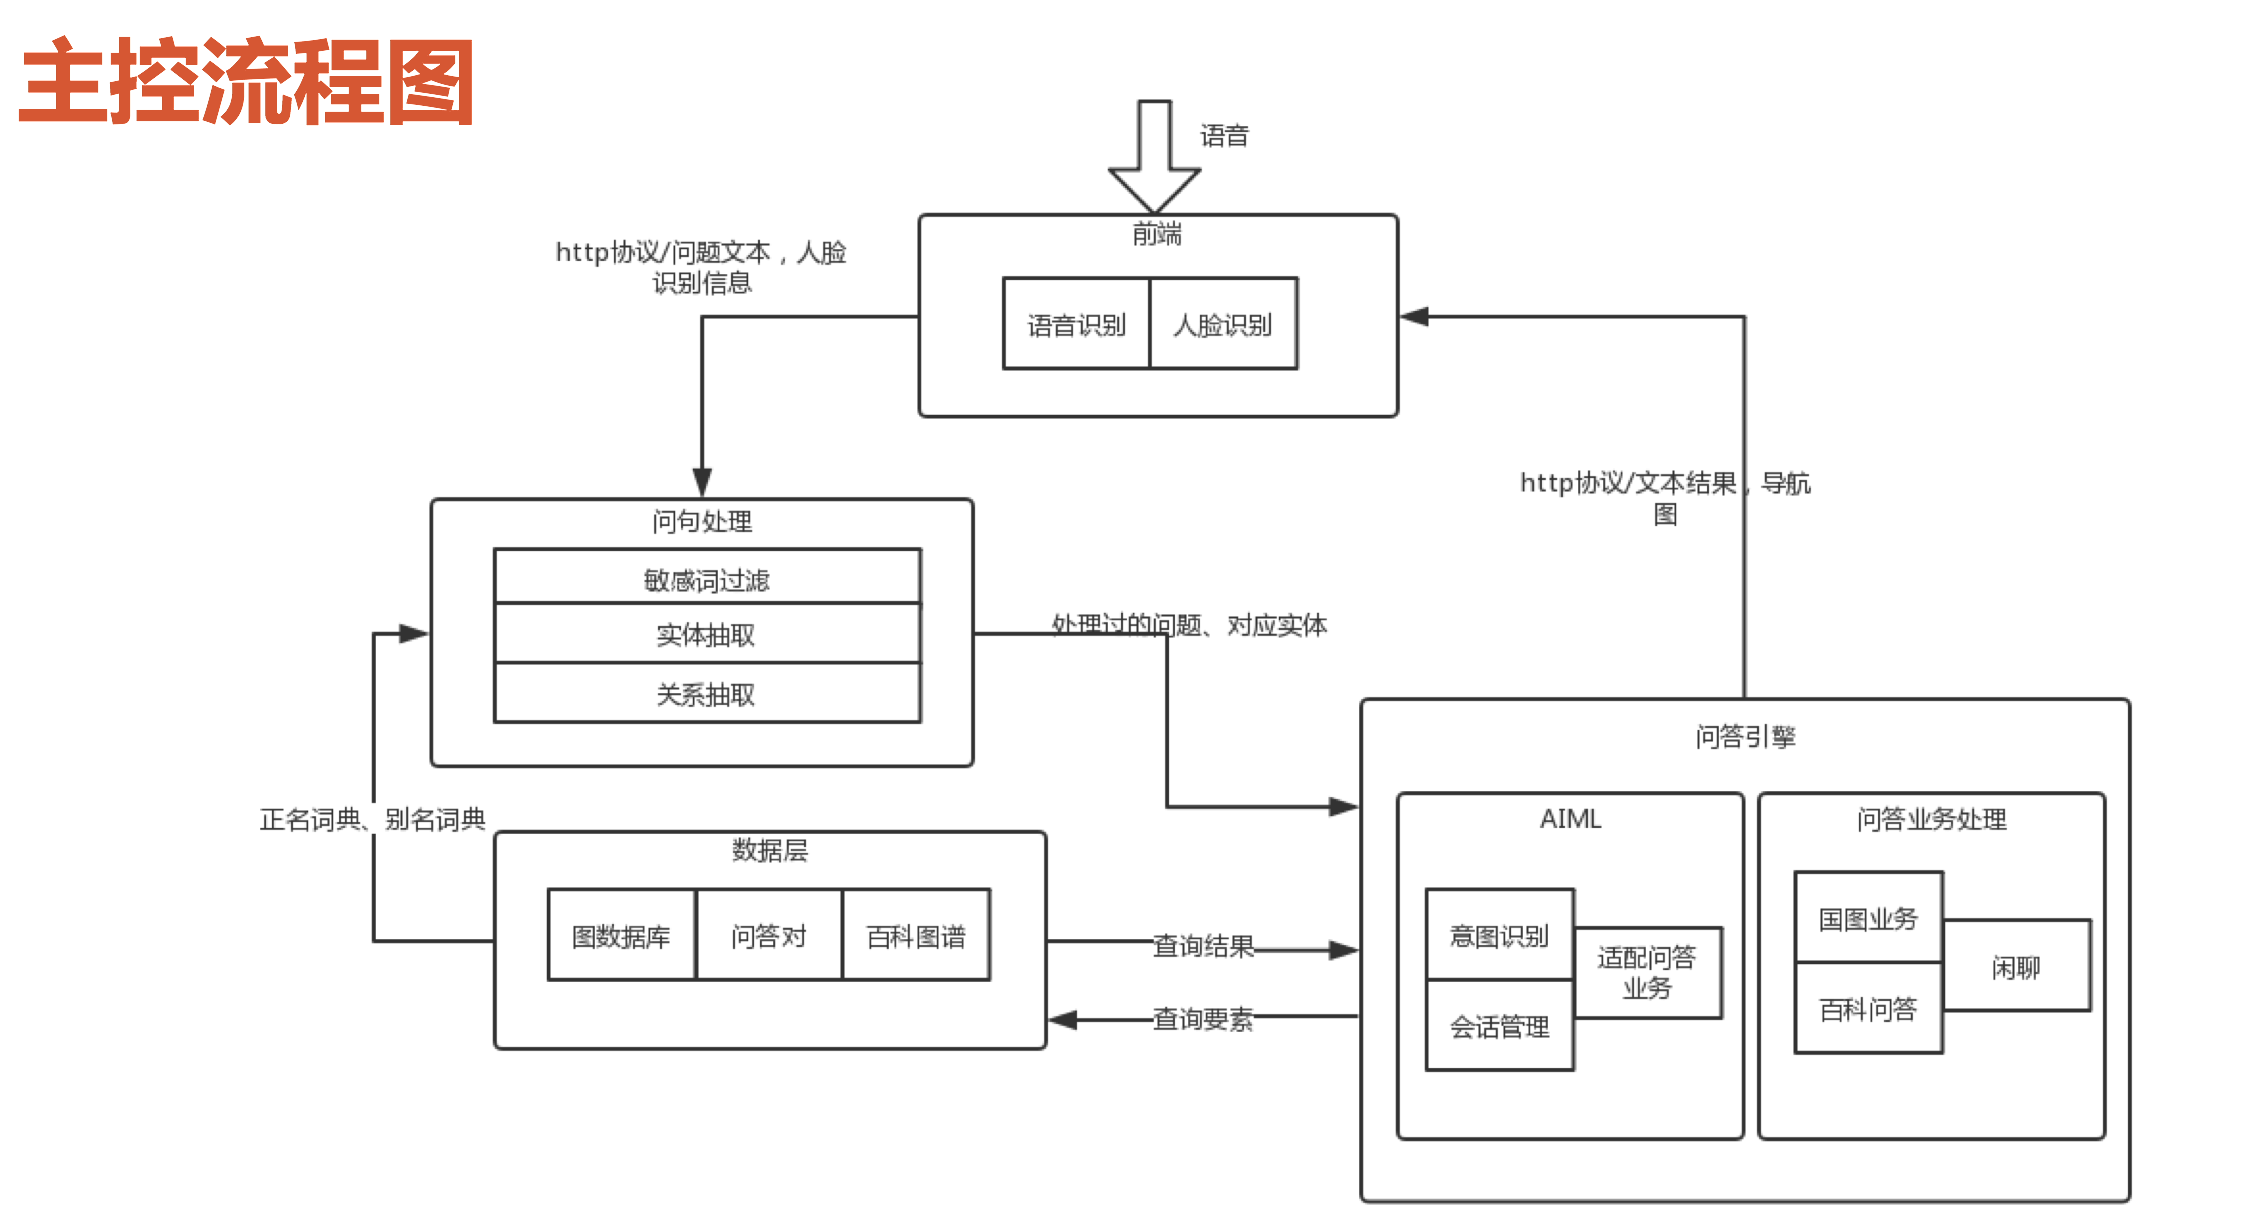 主控流程图
语音
前端
语音识别
人脸识别
http协议/问题文本，人脸
识别信息
http协议/文本结果，导航
图
问句处理
敏感词过滤
实体抽取
关系抽取
处理过的问题、对应实体
正名词典、别名词典
数据层
图数据库
问答对
百科图谱
查询结果
查询要素
问答引擎
AIML
意图识别
会话管理
适配问答
业务
问答业务处理
国图业务
百科问答
闲聊